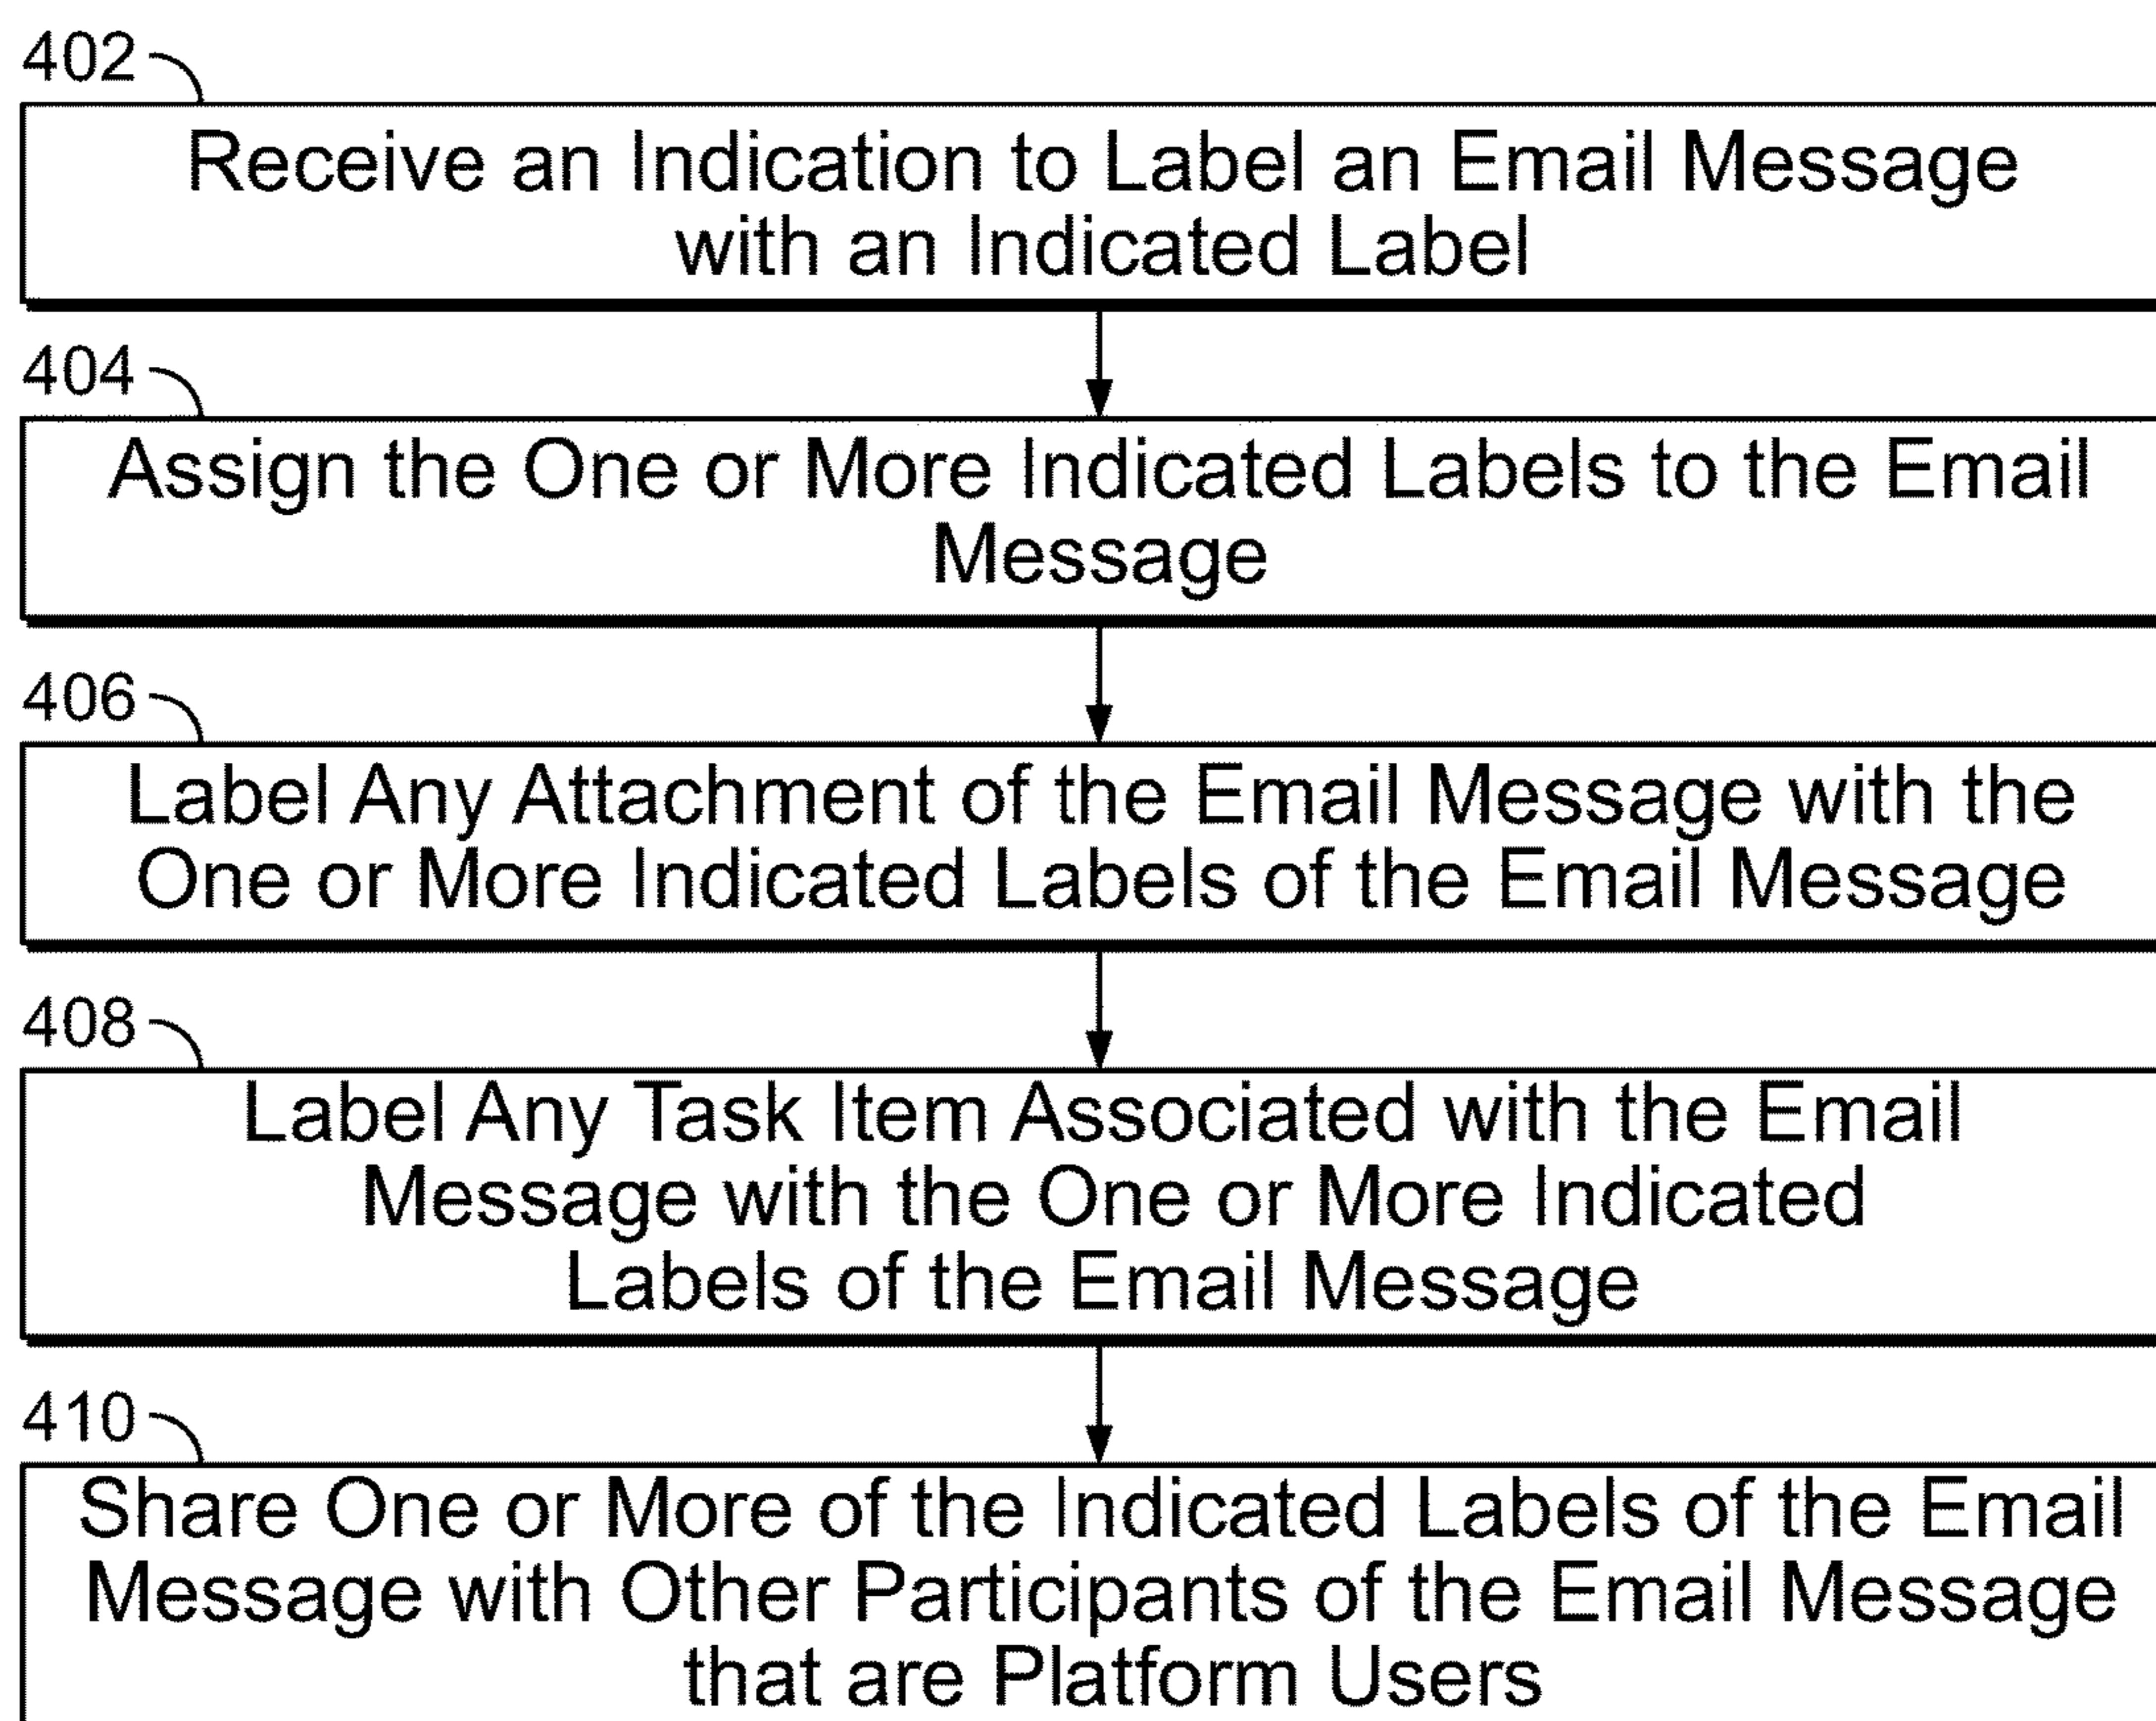 402
Receive an Indication to Label an Email Message
with an Indicated Label
404
Assign the One or More Indicated Labels to the Email
Message
406
Label Any Attachment of the Email Message with the
One or More Indicated Labels of the Email Message
408
Label Any Task Item Associated with the Email
Message with the One or More Indicated
Labels of the Email Message
410
Share One or More of the Indicated Labels of the Email
Message with Other Participants of the Email Message
that are Platform Users